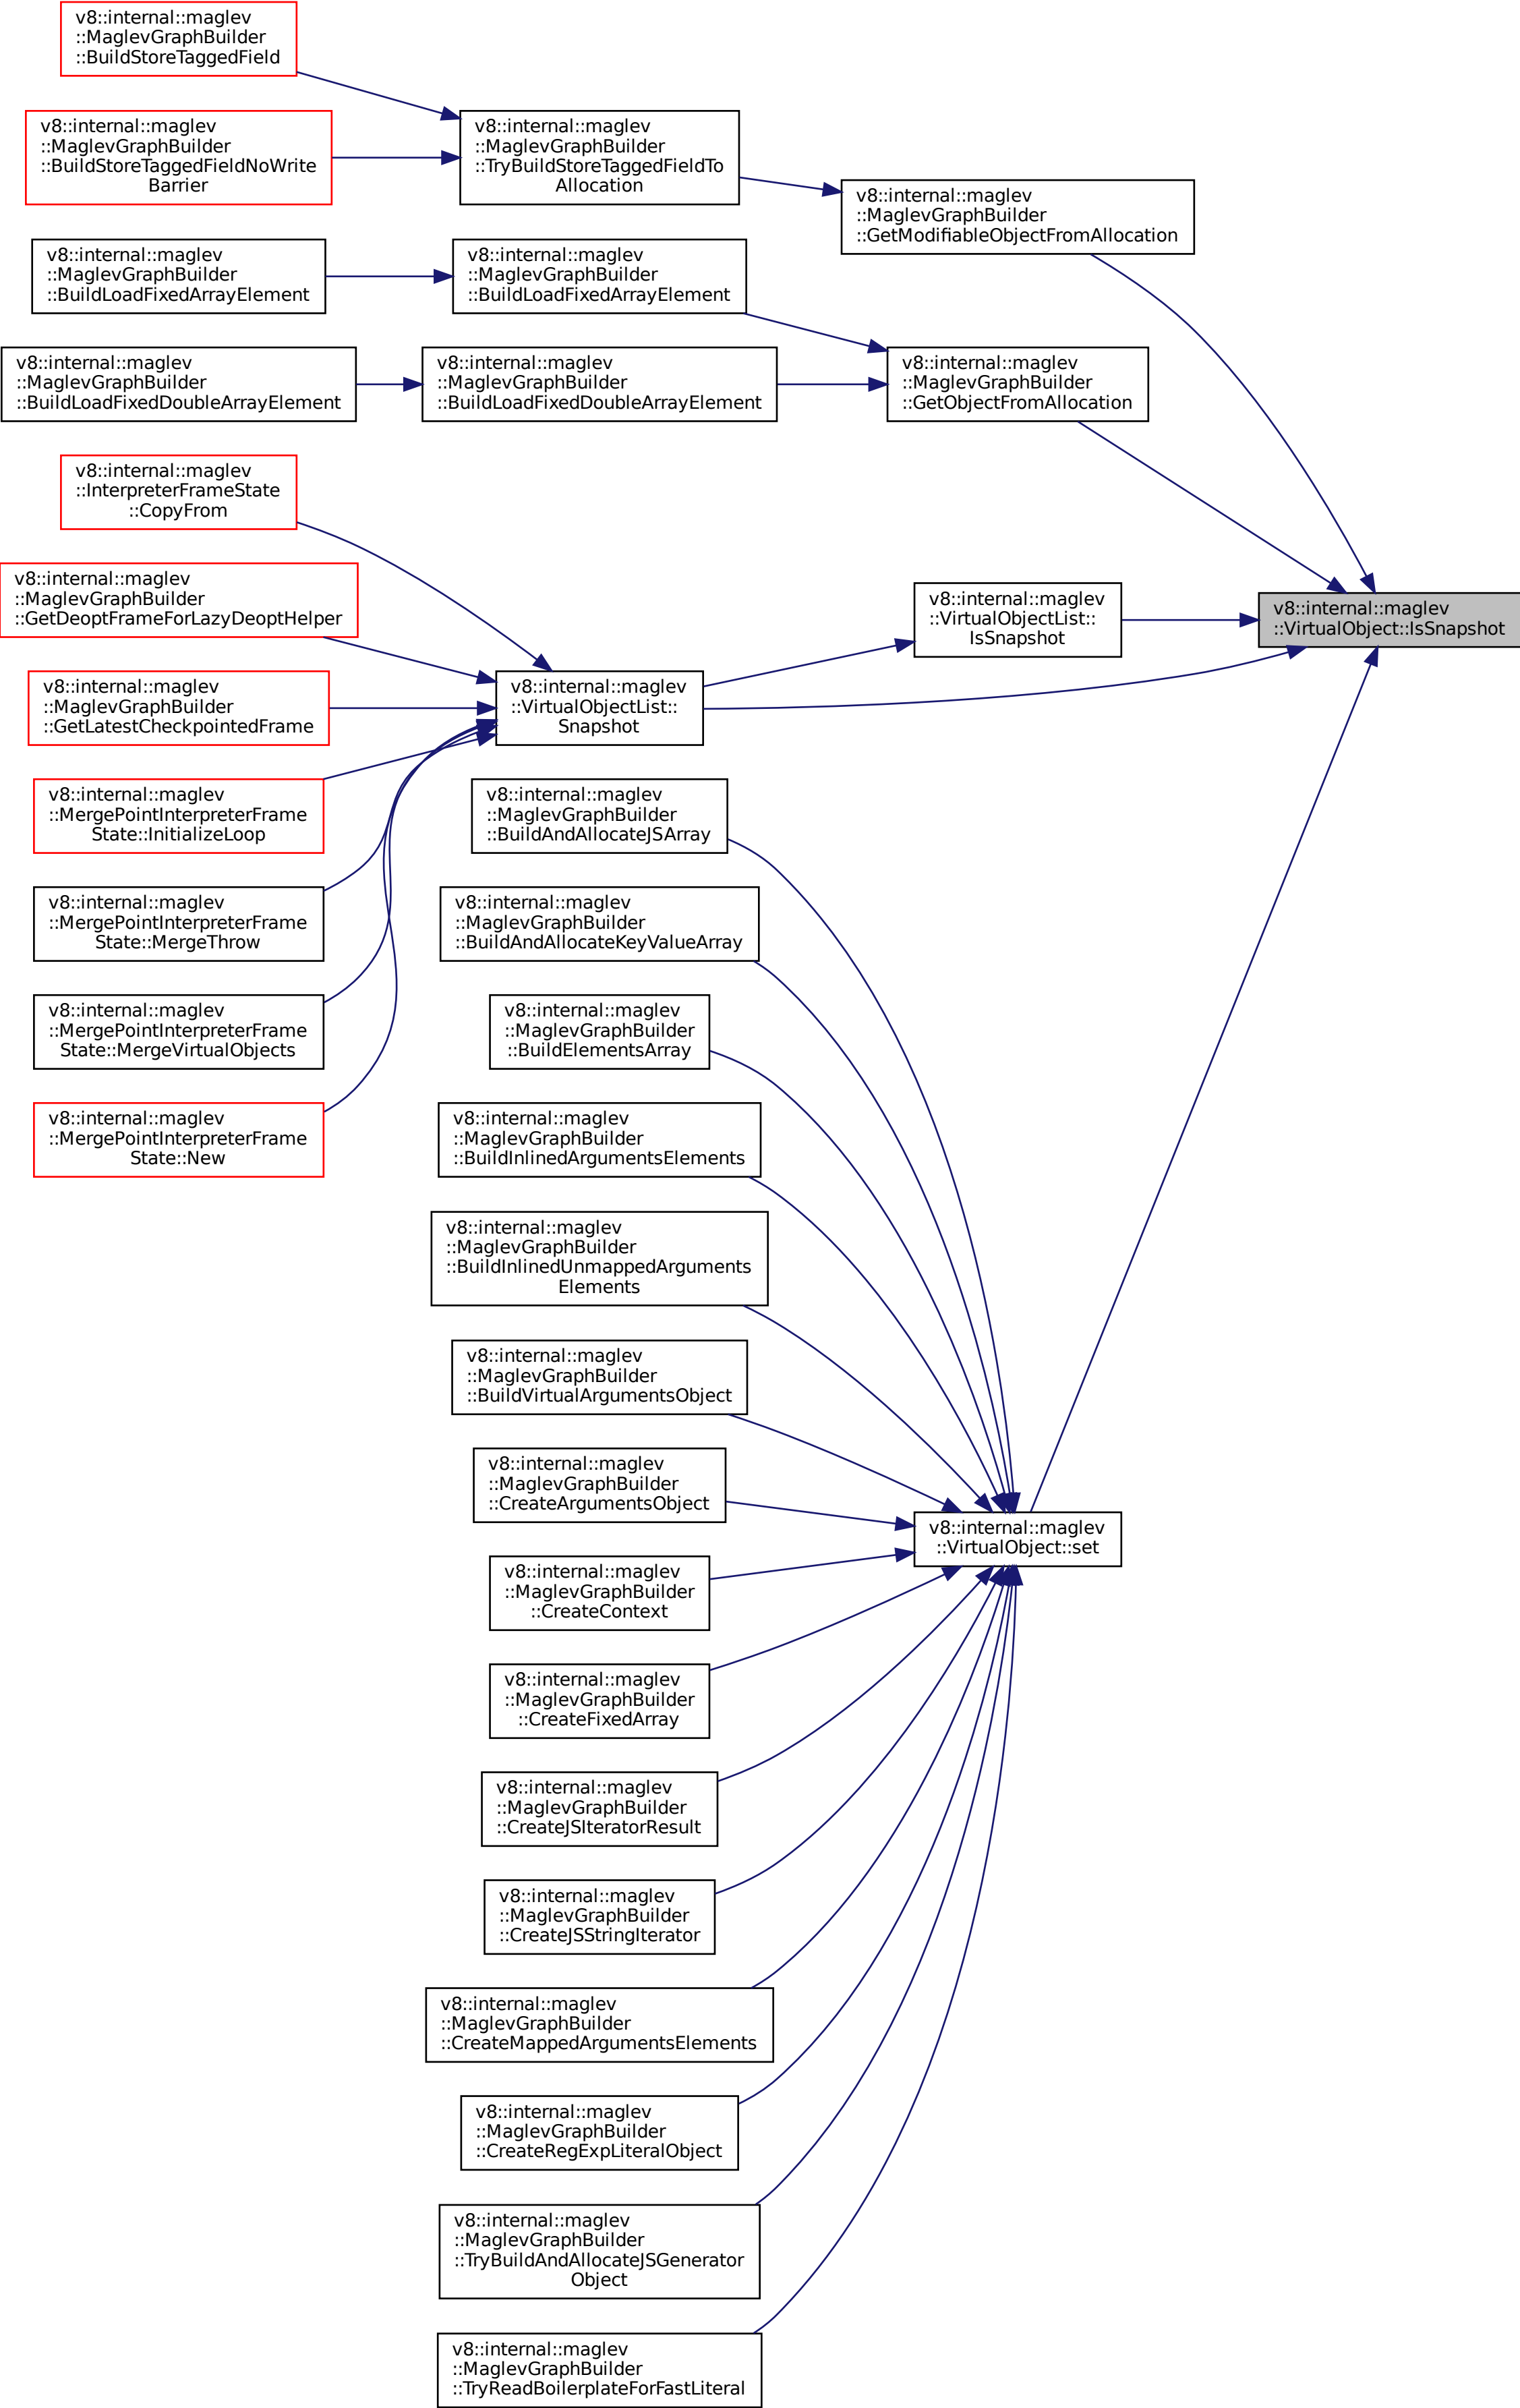 v8::internal::maglev
::MaglevGraphBuilder
::BuildStoreTaggedField
v8::internal::maglev
::MaglevGraphBuilder
::BuildStoreTaggedFieldNoWrite
Barrier
v8::internal::maglev
::MaglevGraphBuilder
::TryBuildStoreTaggedFieldTo
Allocation
v8::internal::maglev
::MaglevGraphBuilder
::GetModifiableObjectFromAllocation
v8::internal::maglev
::MaglevGraphBuilder
::BuildLoadFixedArrayElement
v8::internal::maglev
::MaglevGraphBuilder
::BuildLoadFixedArrayElement
v8::internal::maglev
::MaglevGraphBuilder
::BuildLoadFixedDoubleArrayElement
v8::internal::maglev
::MaglevGraphBuilder
::BuildLoadFixedDoubleArrayElement
v8::internal::maglev
::MaglevGraphBuilder
::GetObjectFromAllocation
v8::internal::maglev
::InterpreterFrameState
::CopyFrom
v8::internal::maglev
::MaglevGraphBuilder
::GetDeoptFrameForLazyDeoptHelper
v8::internal::maglev
::VirtualObjectList::
IsSnapshot
v8::internal::maglev
::VirtualObject::IsSnapshot
v8::internal::maglev
::MaglevGraphBuilder
::GetLatestCheckpointedFrame
v8::internal::maglev
::VirtualObjectList::
Snapshot
v8::internal::maglev
::MergePointInterpreterFrame
State::InitializeLoop
v8::internal::maglev
::MaglevGraphBuilder
::BuildAndAllocateJSArray
v8::internal::maglev
::MergePointInterpreterFrame
State::MergeThrow
v8::internal::maglev
::MaglevGraphBuilder
::BuildAndAllocateKeyValueArray
v8::internal::maglev
::MergePointInterpreterFrame
State::MergeVirtualObjects
v8::internal::maglev
::MaglevGraphBuilder
::BuildElementsArray
v8::internal::maglev
::MergePointInterpreterFrame
State::New
v8::internal::maglev
::MaglevGraphBuilder
::BuildInlinedArgumentsElements
v8::internal::maglev
::MaglevGraphBuilder
::BuildInlinedUnmappedArguments
Elements
v8::internal::maglev
::MaglevGraphBuilder
::BuildVirtualArgumentsObject
v8::internal::maglev
::MaglevGraphBuilder
::CreateArgumentsObject
v8::internal::maglev
::VirtualObject::set
v8::internal::maglev
::MaglevGraphBuilder
::CreateContext
v8::internal::maglev
::MaglevGraphBuilder
::CreateFixedArray
v8::internal::maglev
::MaglevGraphBuilder
::CreateJSIteratorResult
v8::internal::maglev
::MaglevGraphBuilder
::CreateJSStringIterator
v8::internal::maglev
::MaglevGraphBuilder
::CreateMappedArgumentsElements
v8::internal::maglev
::MaglevGraphBuilder
::CreateRegExpLiteralObject
v8::internal::maglev
::MaglevGraphBuilder
::TryBuildAndAllocateJSGenerator
Object
v8::internal::maglev
::MaglevGraphBuilder
::TryReadBoilerplateForFastLiteral